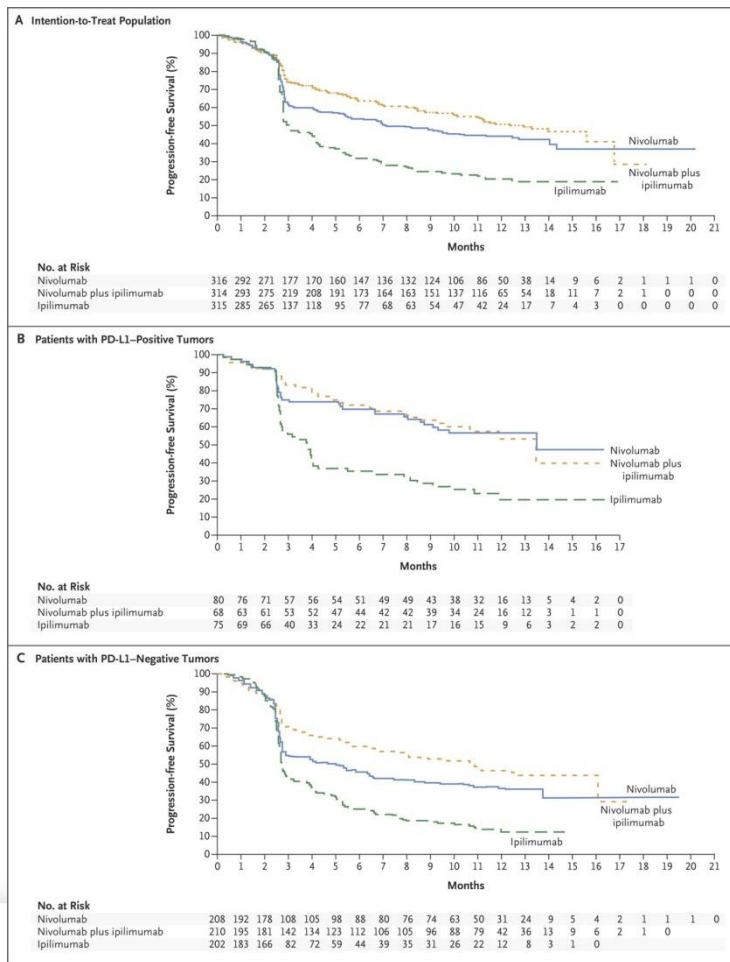 A Intention-to-Treat Population
Progression-free Survival (%)
100
90
80
70
60
50
40
30
20
10
0
Nivolumab
Nivolumab plus
ipilimumab
Ipilimumab
0 1 2 3 4 5 6 7 8 9 10 11 12 13 14 15 16 17 18 19 20 21
Months
No. at Risk
Nivolumab 316 292 271 177 170 160 147 136 132 124 106 86 50 38 14 9 6 2 1 1 1 0
Nivolumab plus ipilimumab 314 293 275 219 208 191 173 164 163 151 137 116 65 54 18 11 7 2 1 0 0 0
Ipilimumab 315 285 265 137 118 95 77 68 63 54 47 42 24 17 7 4 3 0 0 0 0 0
B Patients with PD-L1–Positive Tumors
Progression-free Survival (%)
100
90
80
70
60
50
40
30
20
10
0
Nivolumab
Nivolumab plus
ipilimumab
Ipilimumab
0 1 2 3 4 5 6 7 8 9 10 11 12 13 14 15 16 17
Months
No. at Risk
Nivolumab 80 76 71 57 56 54 51 49 49 43 38 32 16 13 5 4 2 0
Nivolumab plus ipilimumab 68 63 61 53 52 47 44 42 42 39 34 24 16 12 3 1 1 0
Ipilimumab 75 69 66 40 33 24 22 21 21 17 16 15 9 6 3 2 2 0
C Patients with PD-L1–Negative Tumors
Progression-free Survival (%)
100
90
80
70
60
50
40
30
20
10
0
Nivolumab
Nivolumab plus
ipilimumab
Ipilimumab
0 1 2 3 4 5 6 7 8 9 10 11 12 13 14 15 16 17 18 19 20 21
Months
No. at Risk
Nivolumab 208 192 178 108 105 98 88 80 76 74 63 50 31 24 9 5 4 2 1 1 1 0
Nivolumab plus ipilimumab 210 195 181 142 134 123 112 106 105 96 88 79 42 36 13 9 6 2 1 0
Ipilimumab 202 183 166 82 72 59 44 39 35 31 26 22 12 8 3 1 0